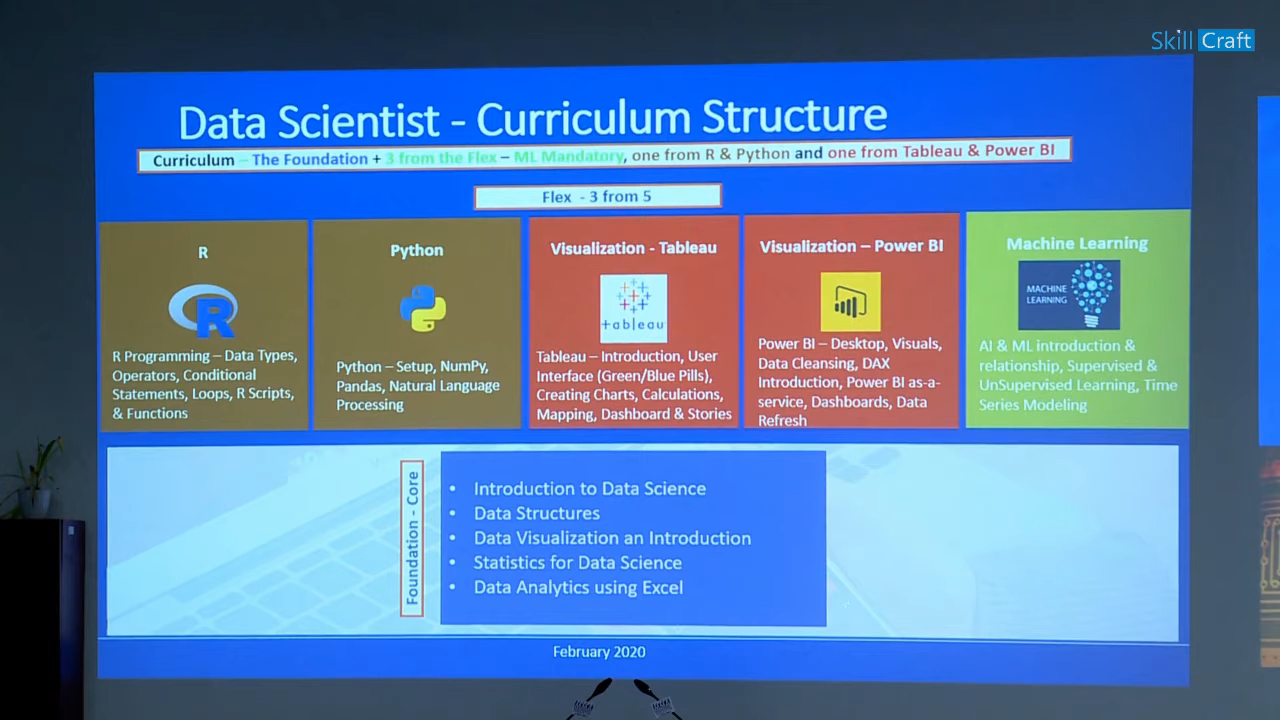 Skill Craft
Data Scientist - Curriculum Structure
Curriculum – The Foundation + 3 from the Flex – ML Mandatory, one from R & Python and one from Tableau & Power BI
Flex - 3 from 5
R
R
R Programming – Data Types,
Operators, Conditional
Statements, Loops, R Scripts,
& Functions
Python
Python – Setup, NumPy,
Pandas, Natural Language
Processing
Visualization - Tableau
+ableau
Tableau – Introduction, User
Interface (Green/Blue Pills),
Creating Charts, Calculations,
Mapping, Dashboard & Stories
Visualization – Power BI
Power BI – Desktop, Visuals,
Data Cleansing, DAX
Introduction, Power BI as-a-
service, Dashboards, Data
Refresh
Machine Learning
MACHINE
LEARNING
AI & ML introduction &
relationship, Supervised &
UnSupervised Learning, Time
Series Modeling
Foundation - Core
• Introduction to Data Science
• Data Structures
• Data Visualization an Introduction
• Statistics for Data Science
• Data Analytics using Excel
February 2020